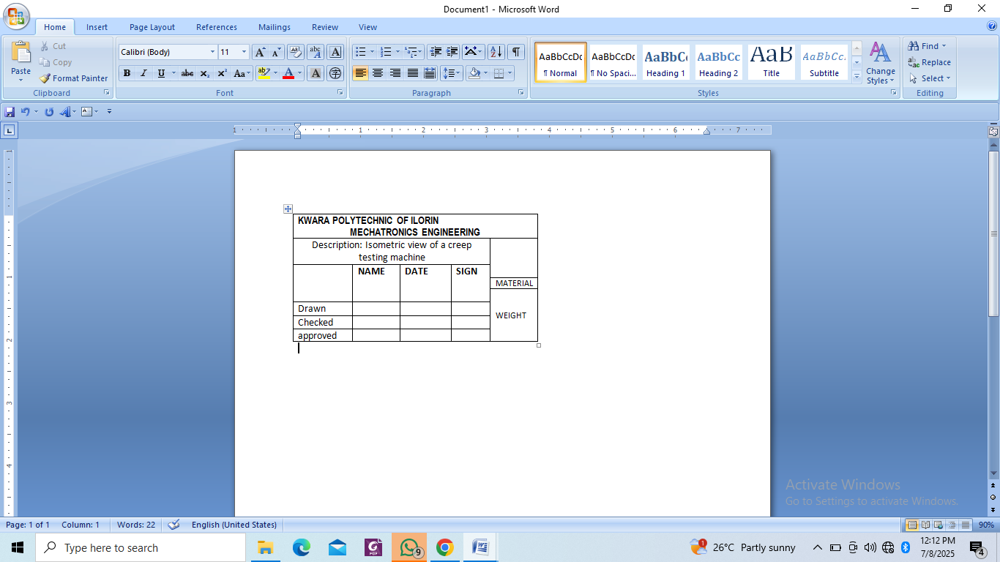 Document1 - Microsoft Word
Home Insert Page Layout References Mailings Review View
Paste
Cut
Copy
Format Painter
Clipboard
Calibri (Body) 11
Font
Paragraph
AaBbCcDc AaBbCcDc AaBbC AaBbCc AaB AaBbCc.
¶ Normal ¶ No Spaci... Heading 1 Heading 2 Title Subtitle
Change
Styles
Styles
Find
Replace
Select
Editing
1 1 2 3 4 5 6 7
KWARA POLYTECHNIC OF ILORIN
MECHATRONICS ENGINEERING
Description: Isometric view of a creep
testing machine
NAME DATE SIGN
MATERIAL
Drawn
WEIGHT
Checked
approved
Activate Windows
Go to Settings to activate Windows.
Page: 1 of 1 Column: 1 Words: 22 English (United States) 90%
Type here to search
9
26°C Partly sunny
12:12 PM
7/8/2025
4